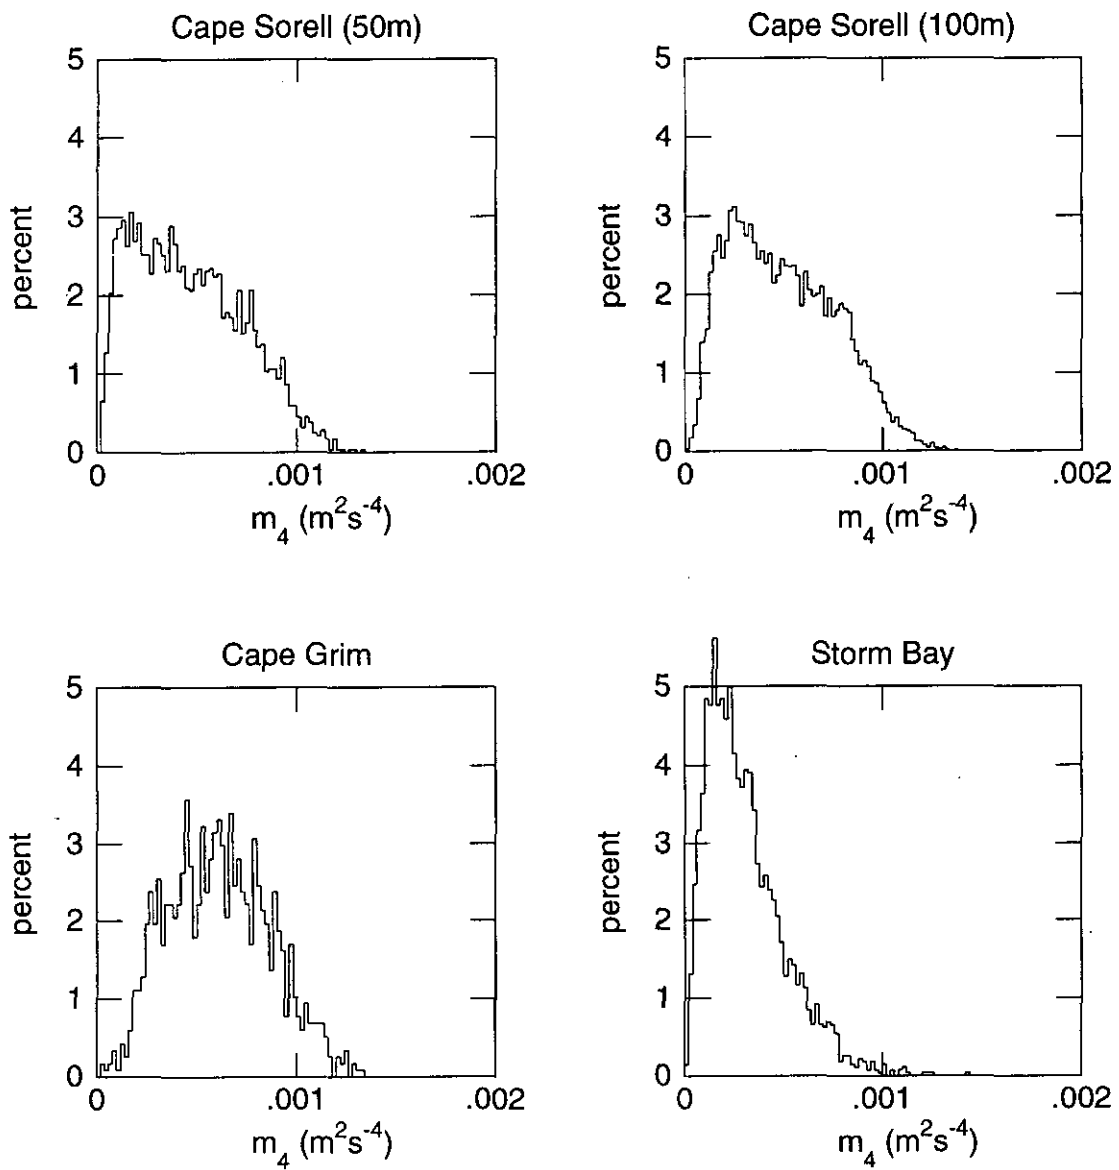 Cape Sorell (50m)
5
4
3
2
1
0
percent
0 .001 .002
m4 (m2s-4)
Cape Sorell (100m)
5
4
3
2
1
0
percent
0 .001 .002
m4 (m2s-4)
Cape Grim
5
4
3
2
1
0
percent
0 .001 .002
m4 (m2s-4)
Storm Bay
5
4
3
2
1
0
percent
0 .001 .002
m4 (m2s-4)